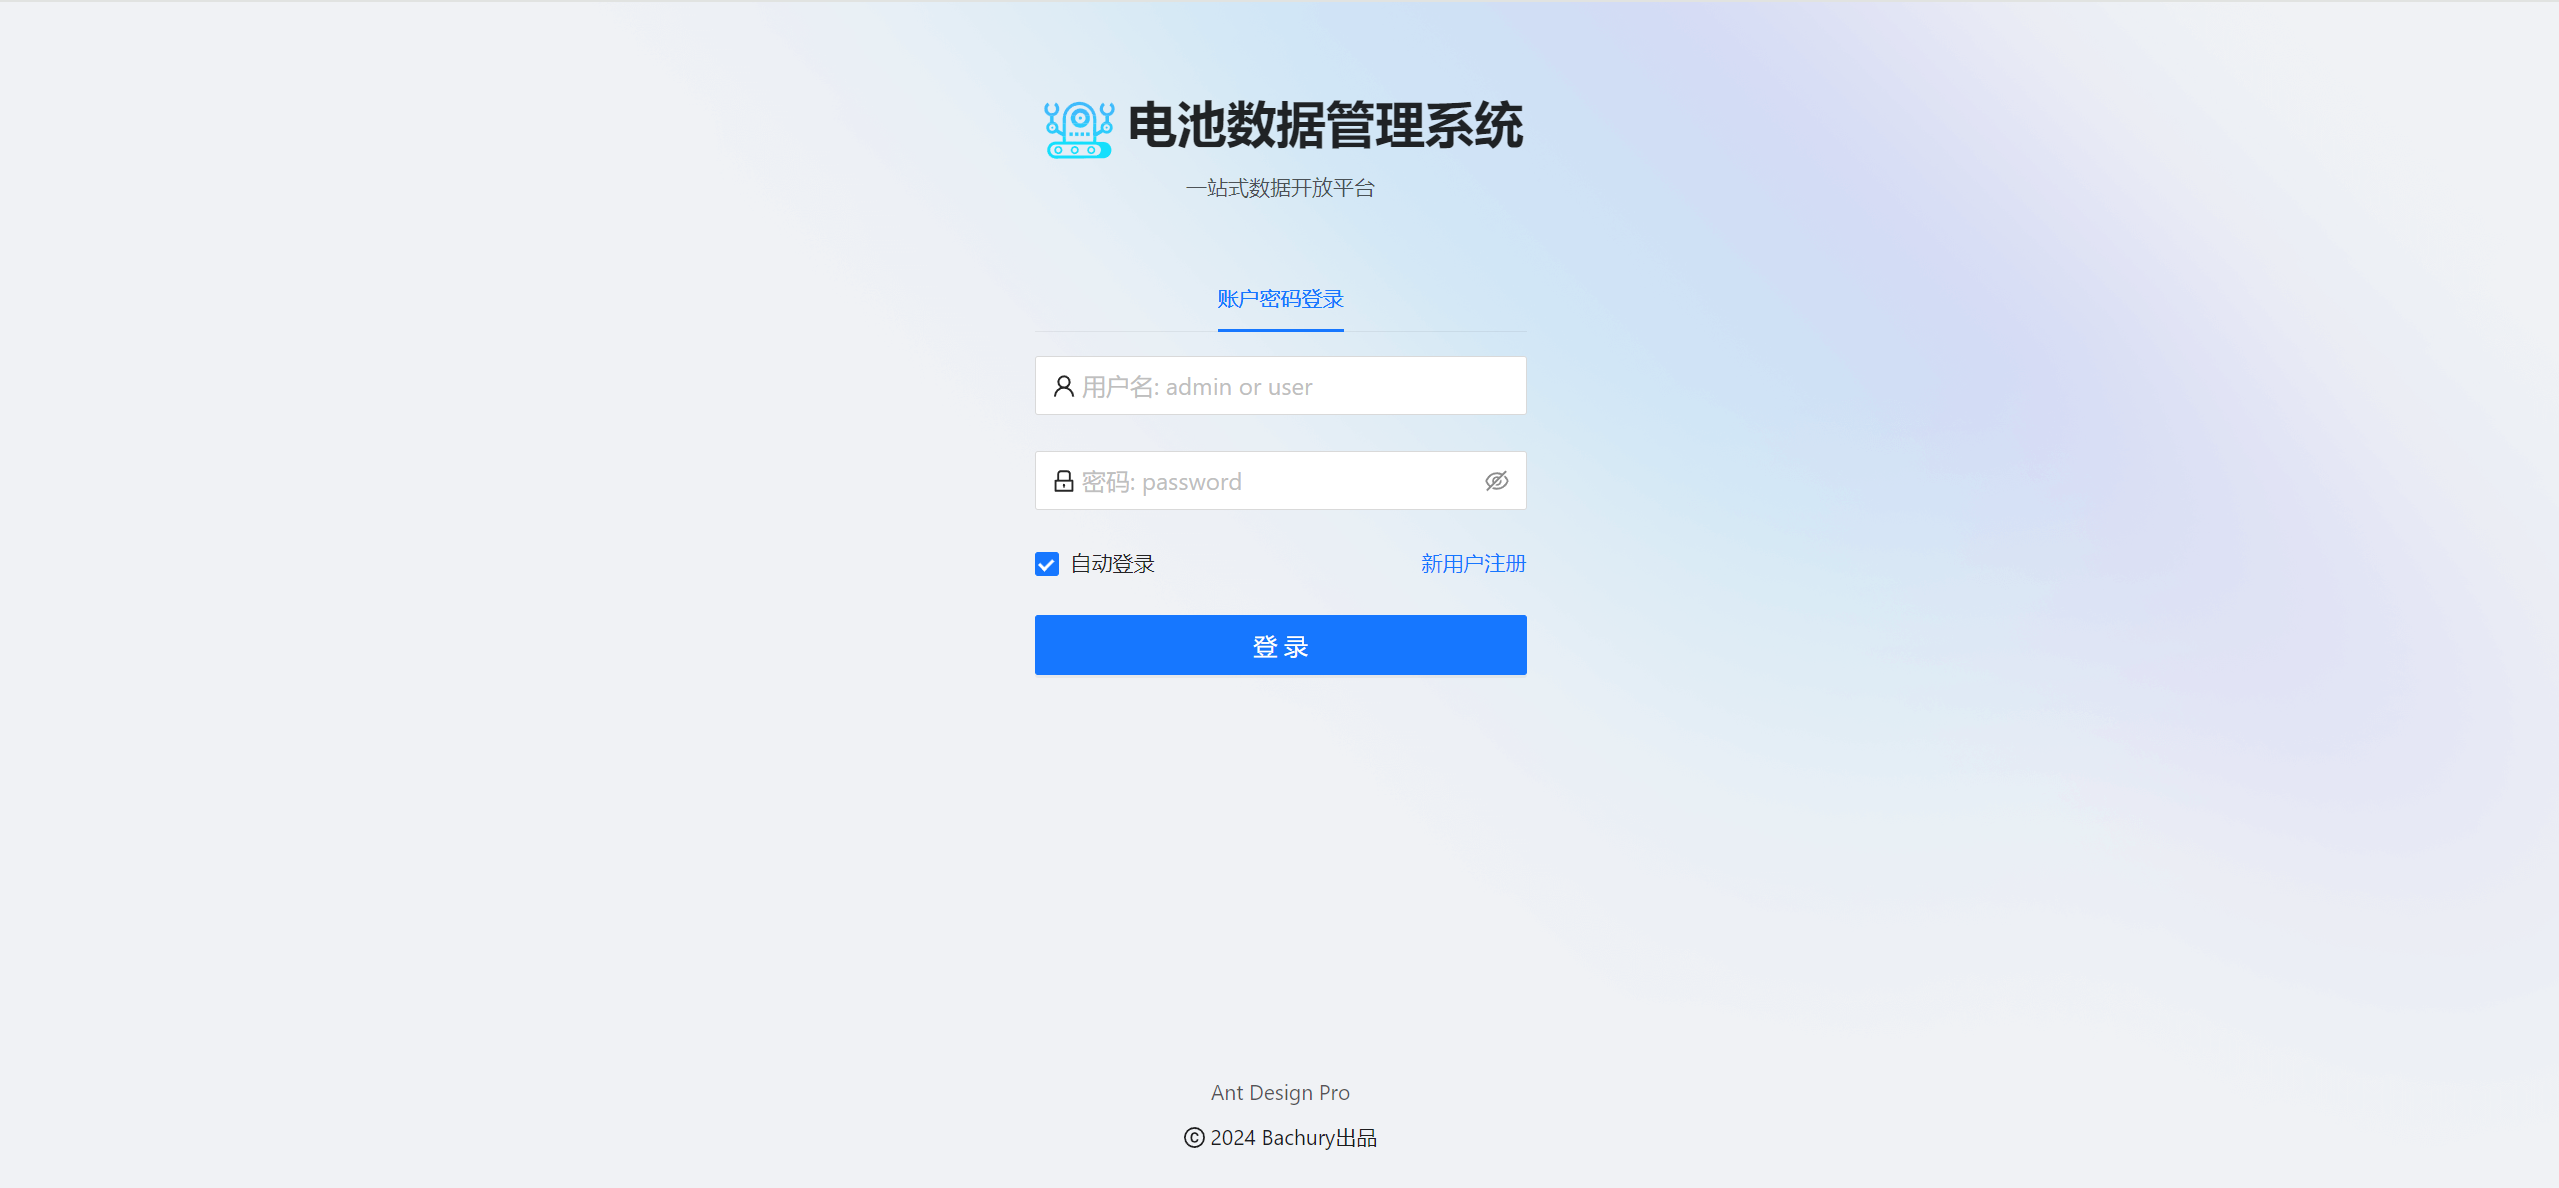 电池数据管理系统
一站式数据开放平台
账户密码登录
用户名: admin or user
密码: password
自动登录 新用户注册
登 录
Ant Design Pro
© 2024 Bachury出品